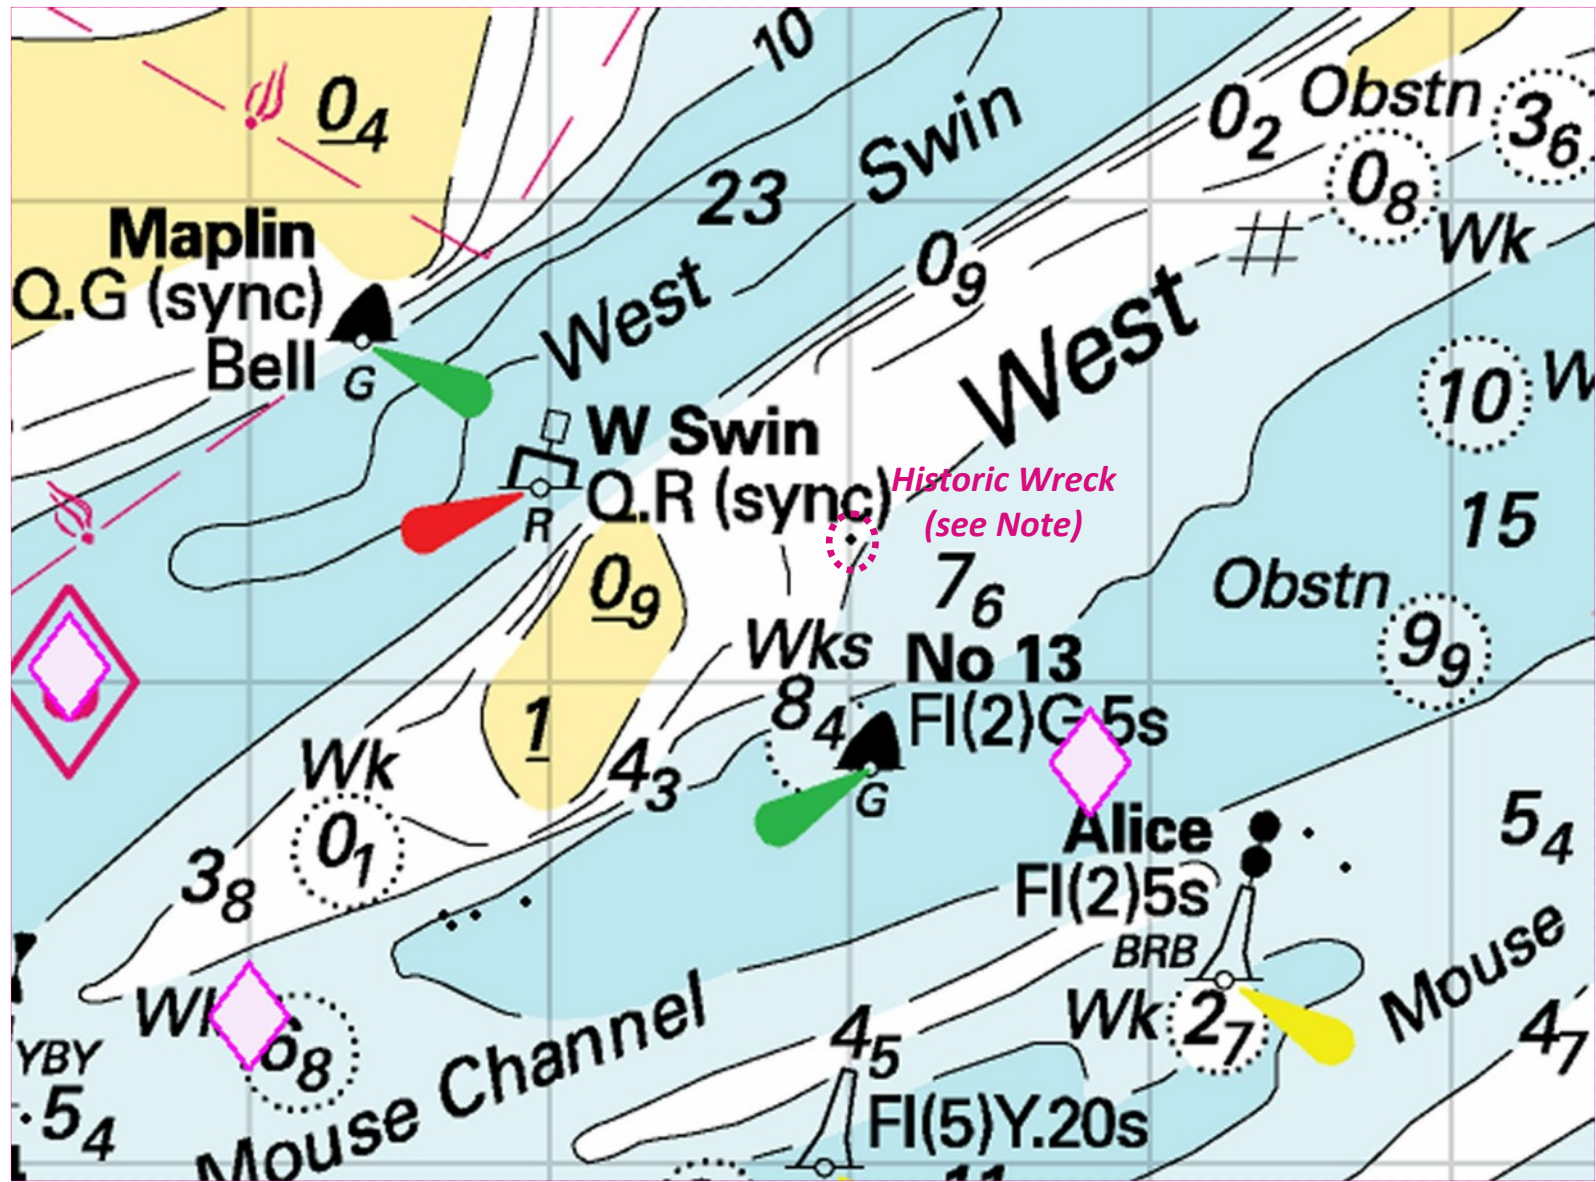 10
0₄
23
Swin
0₂
Obstn
3₆
0₈
Wk
Maplin
Q.G (sync)
Bell
G
West
0₉
West
10
W Swin
Q.R (sync)
R
Historic Wreck
(see Note)
15
0₉
7₆
Obstn
9₉
Wks
8₄
No 13
Fl(2)G.5s
G
1
4₃
Wk
0₁
3₈
Alice
Fl(2)5s
BRB
5₄
Wk
2₇
Mouse
4₇
YBY
5₄
Mouse Channel
4₅
Fl(5)Y.20s
11